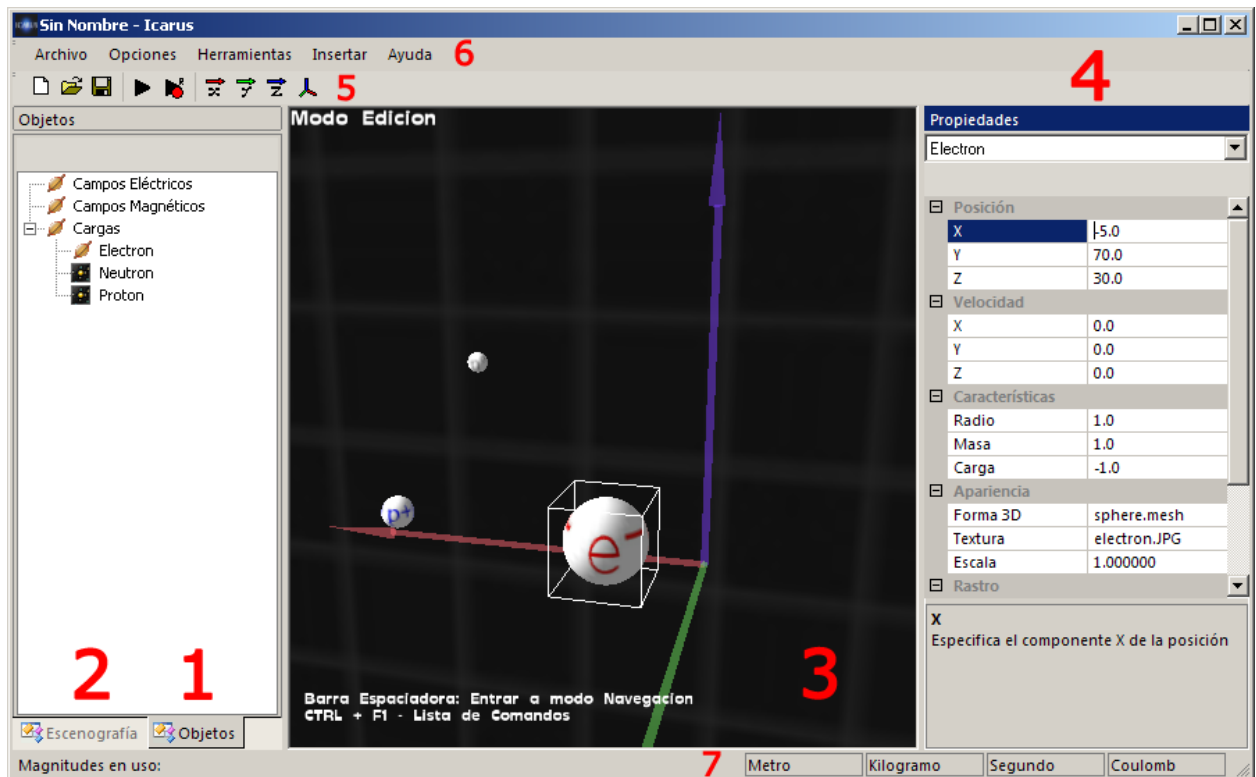 Sin Nombre - Icarus
Archivo Opciones Herramientas Insertar Ayuda 6
5
4
Objetos
Campos Eléctricos
Campos Magnéticos
Cargas
Electron
Neutron
Proton
2 1
Escenografía Objetos
Modo Edicion
p+
e-
3
Barra Espaciadora: Entrar a modo Navegacion
CTRL + F1 - Lista de Comandos
Propiedades
Electron
Posición
X -5.0
Y 70.0
Z 30.0
Velocidad
X 0.0
Y 0.0
Z 0.0
Características
Radio 1.0
Masa 1.0
Carga -1.0
Apariencia
Forma 3D sphere.mesh
Textura electron.JPG
Escala 1.000000
Rastro
X
Especifica el componente X de la posición
Magnitudes en uso: 7 Metro Kilogramo Segundo Coulomb